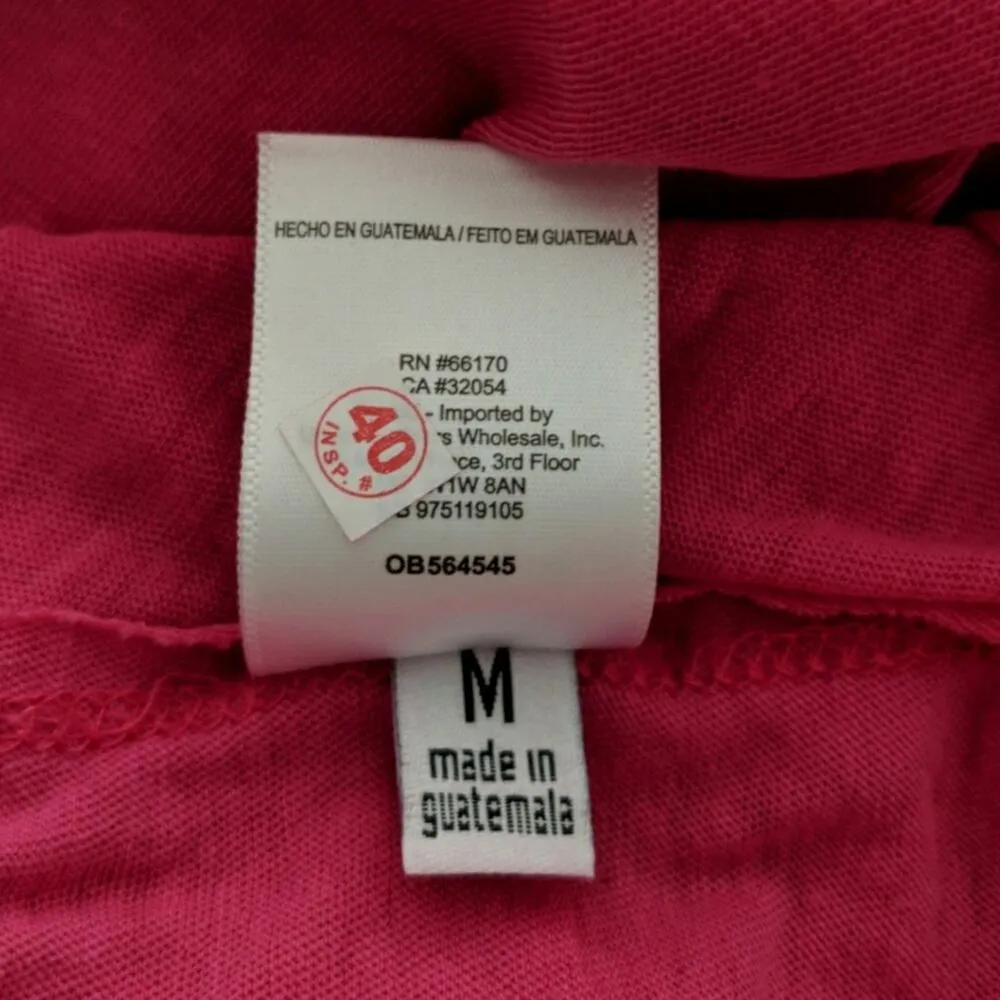 HECHO EN GUATEMALA / FEITO EM GUATEMALA
RN #66170
CA #32054
- Imported by
Wholesale, Inc.
3rd Floor
8AN
975119105
OB564545
40
INSP. #
M
made in
guatemala